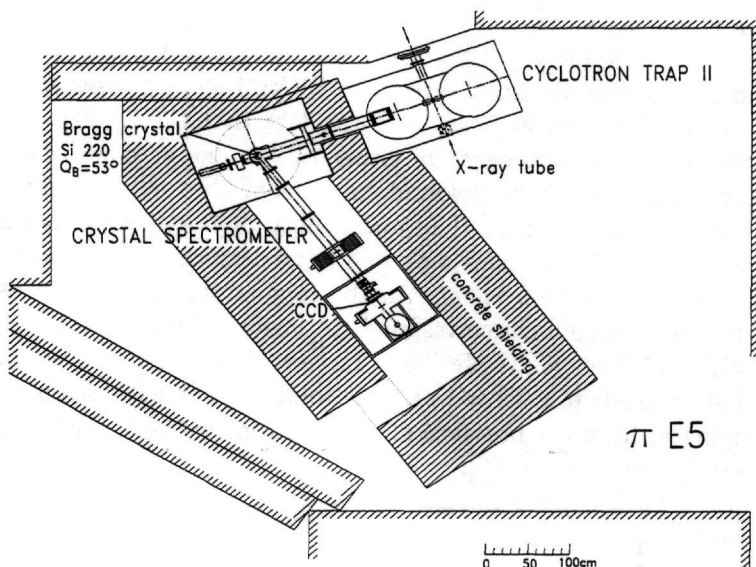 CYCLOTRON TRAP II
Bragg crystal
Si 220
Q_B=53°
X-ray tube
CRYSTAL SPECTROMETER
CCD
concrete shielding
π E5
0 50 100cm